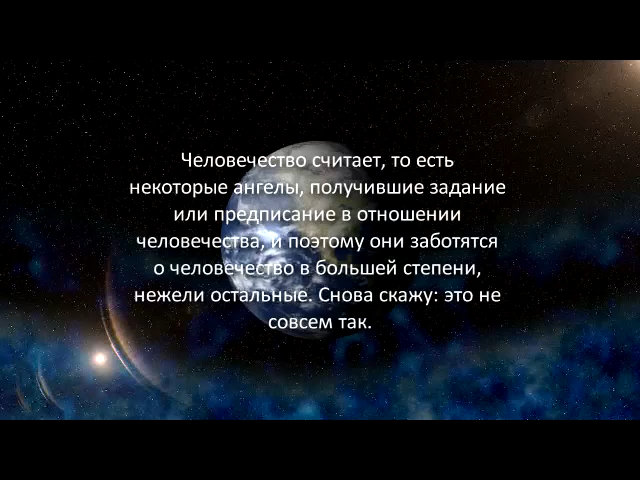 Человечество считает, то есть
некоторые ангелы, получившие задание
или предписание в отношении
человечества, и поэтому они заботятся
о человечество в большей степени,
нежели остальные. Снова скажу: это не
совсем так.